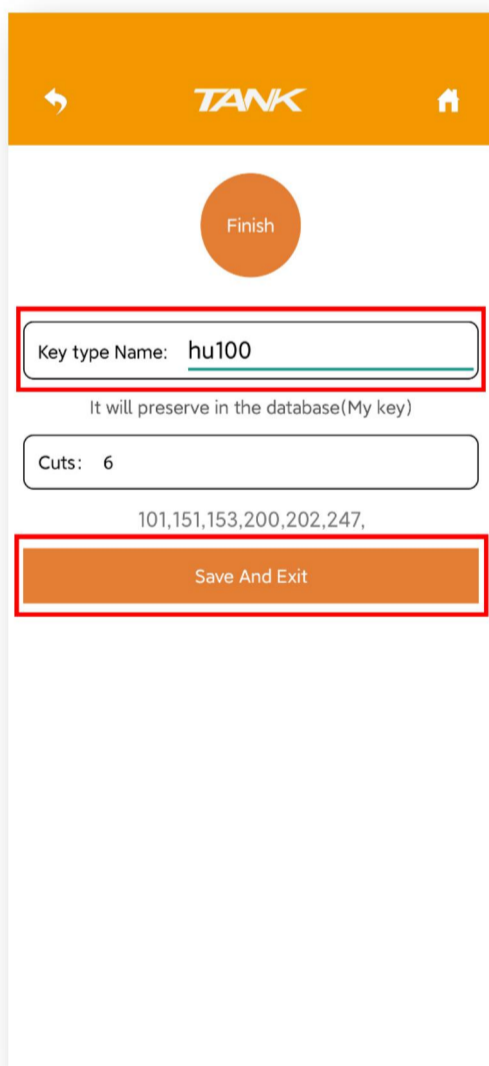 TANK
Finish
Key type Name: hu100
It will preserve in the database(My key)
Cuts: 6
101,151,153,200,202,247,
Save And Exit